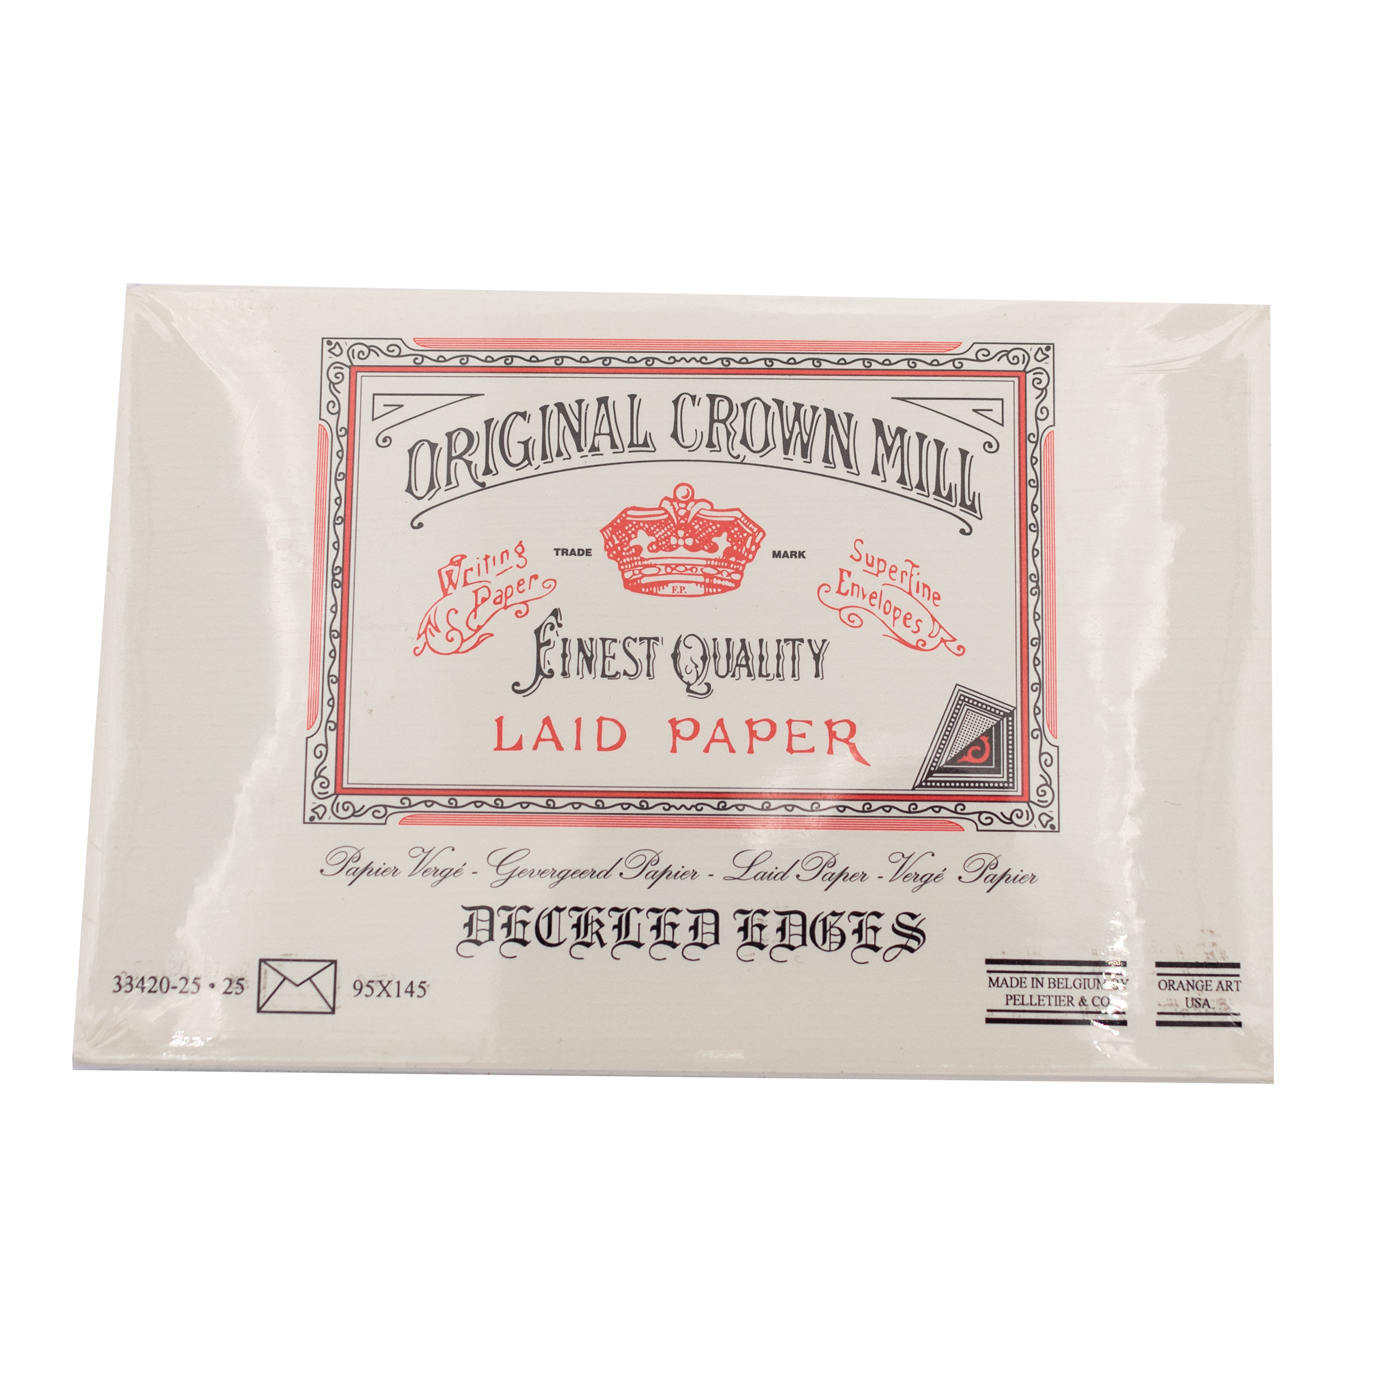 ORIGINAL CROWN MILL
Writing
Paper
TRADE
MARK
F.P.
Superfine
Envelopes
FINEST QUALITY
LAID PAPER
Papier Vergé - Gevergeerd Papier - Laid Paper - Vergé Papier
DECKLED EDGES
33420-25 • 25
95X145
MADE IN BELGIUM BY
PELLETIER & CO
ORANGE ART
USA